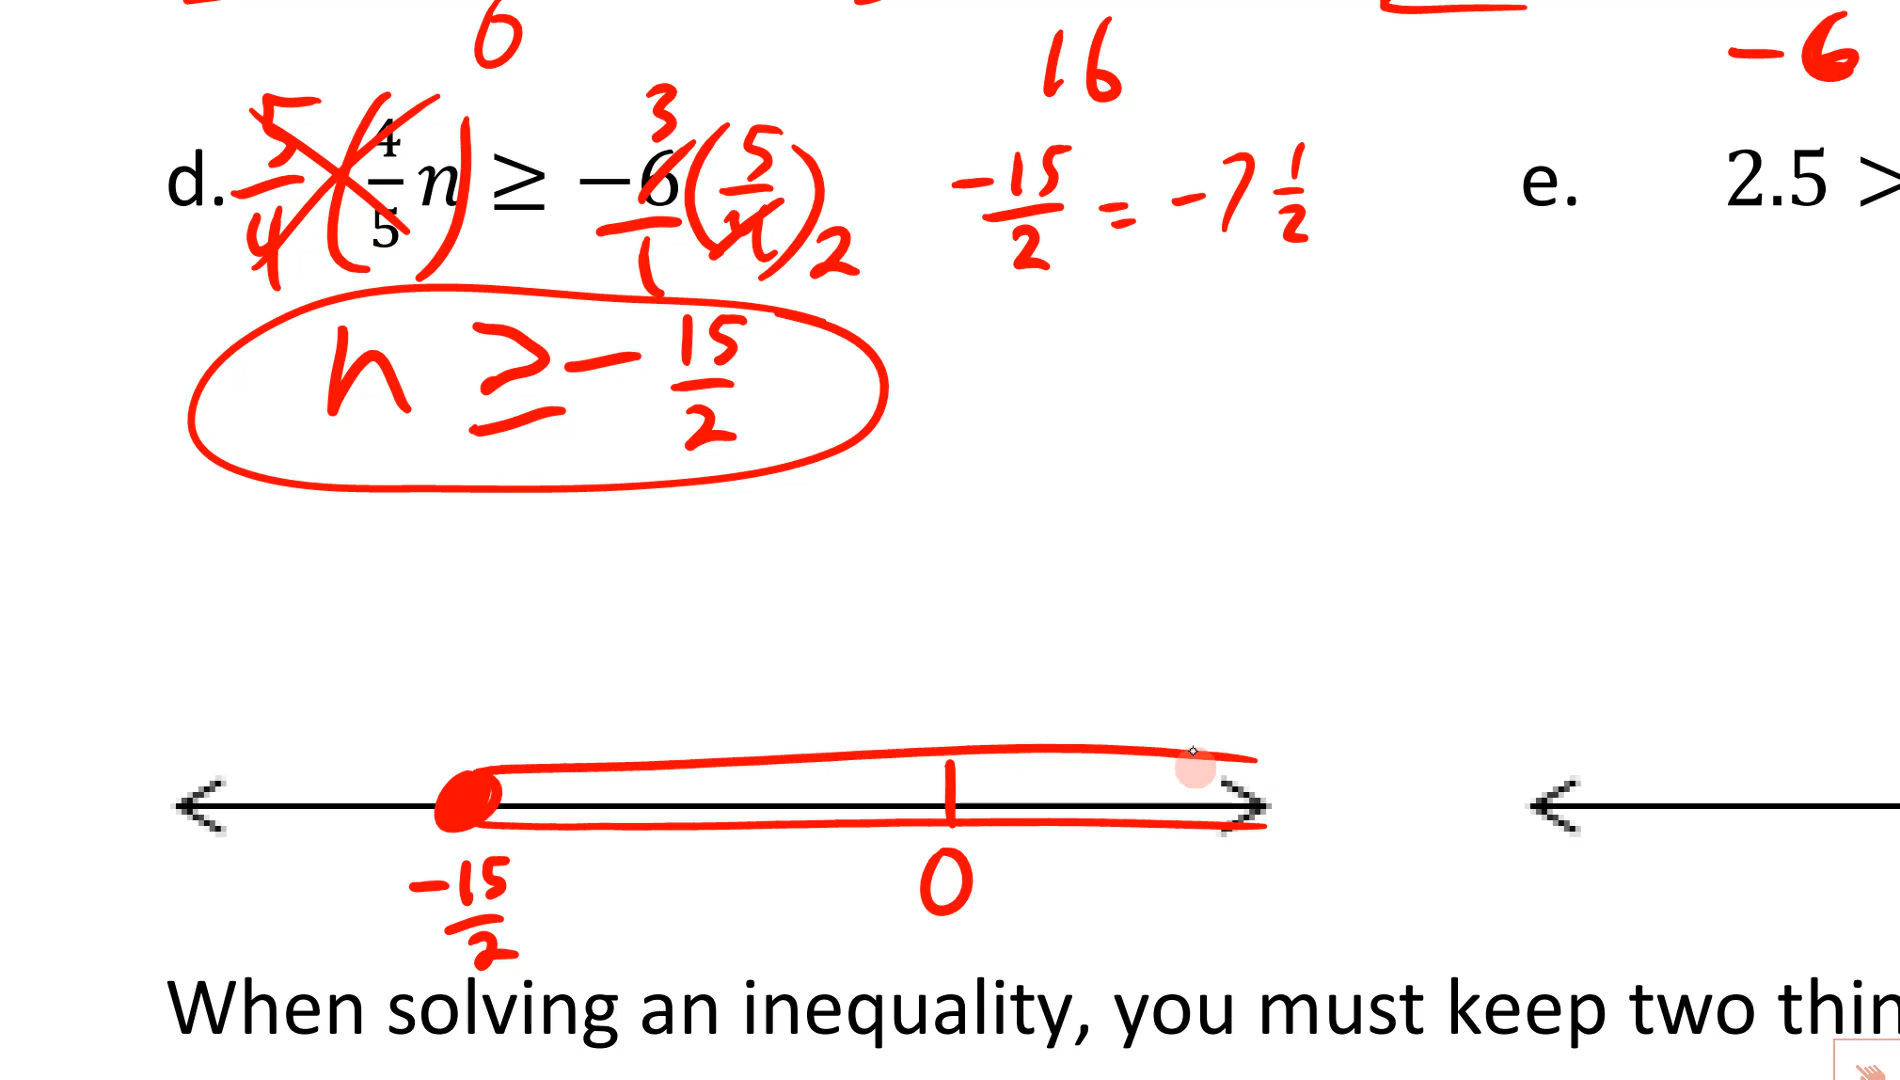 6 16 -6
d. 5/4 (4/5 n) ≥ -6/1 (5/4) 3 2 -15/2 = -7 1/2 e. 2.5 >
n ≥ - 15/2
-15/2 0
When solving an inequality, you must keep two thin